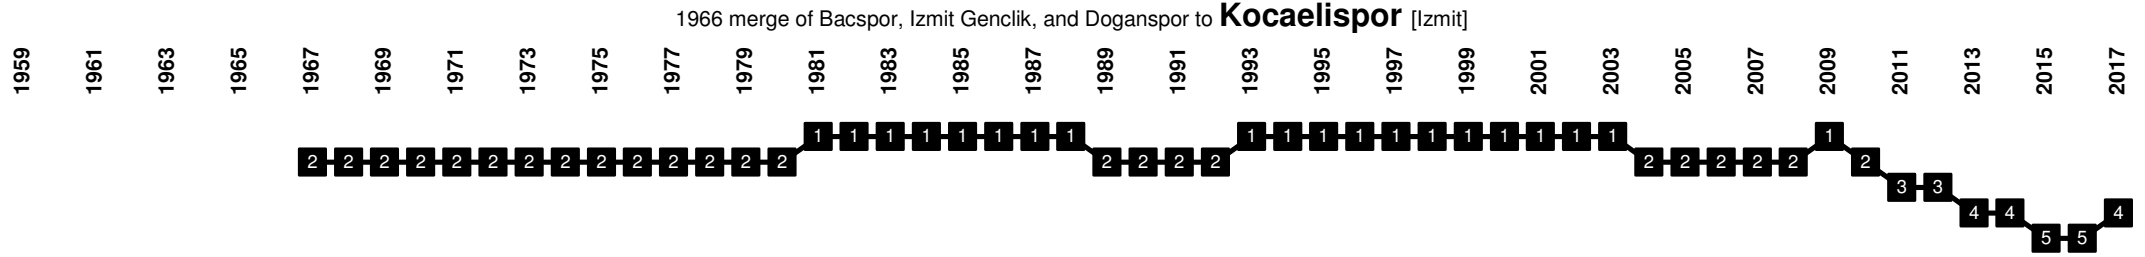 1966 merge of Bacspor, Izmit Genclik, and Doganspor to Kocaelispor [Izmit]
1959 1961 1963 1965 1967 1969 1971 1973 1975 1977 1979 1981 1983 1985 1987 1989 1991 1993 1995 1997 1999 2001 2003 2005 2007 2009 2011 2013 2015 2017
1 1 1 1 1 1 1 1 1 1 1 1 1 1 1 1 1 1 1 1
2 2 2 2 2 2 2 2 2 2 2 2 2 2 2 2 2 2 2 2 2 2 2 2
3 3
4 4 4
5 5